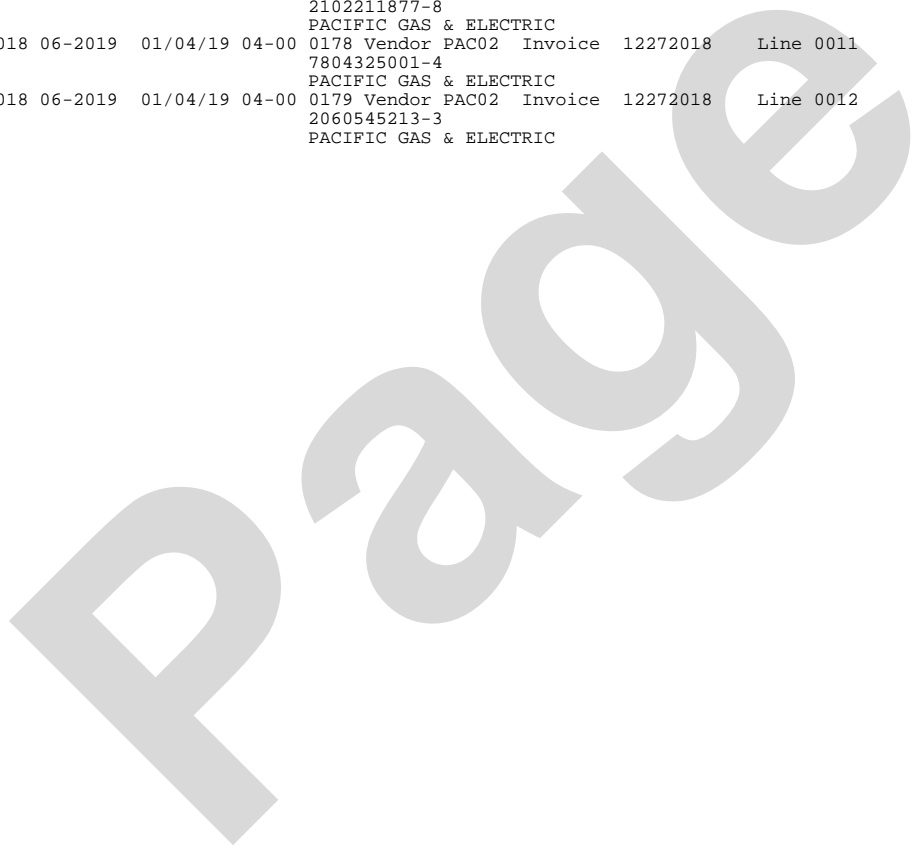 2102211877-8
PACIFIC GAS & ELECTRIC
018 06-2019 01/04/19 04-00 0178 Vendor PAC02 Invoice 12272018 Line 0011
7804325001-4
PACIFIC GAS & ELECTRIC
018 06-2019 01/04/19 04-00 0179 Vendor PAC02 Invoice 12272018 Line 0012
2060545213-3
PACIFIC GAS & ELECTRIC
Page